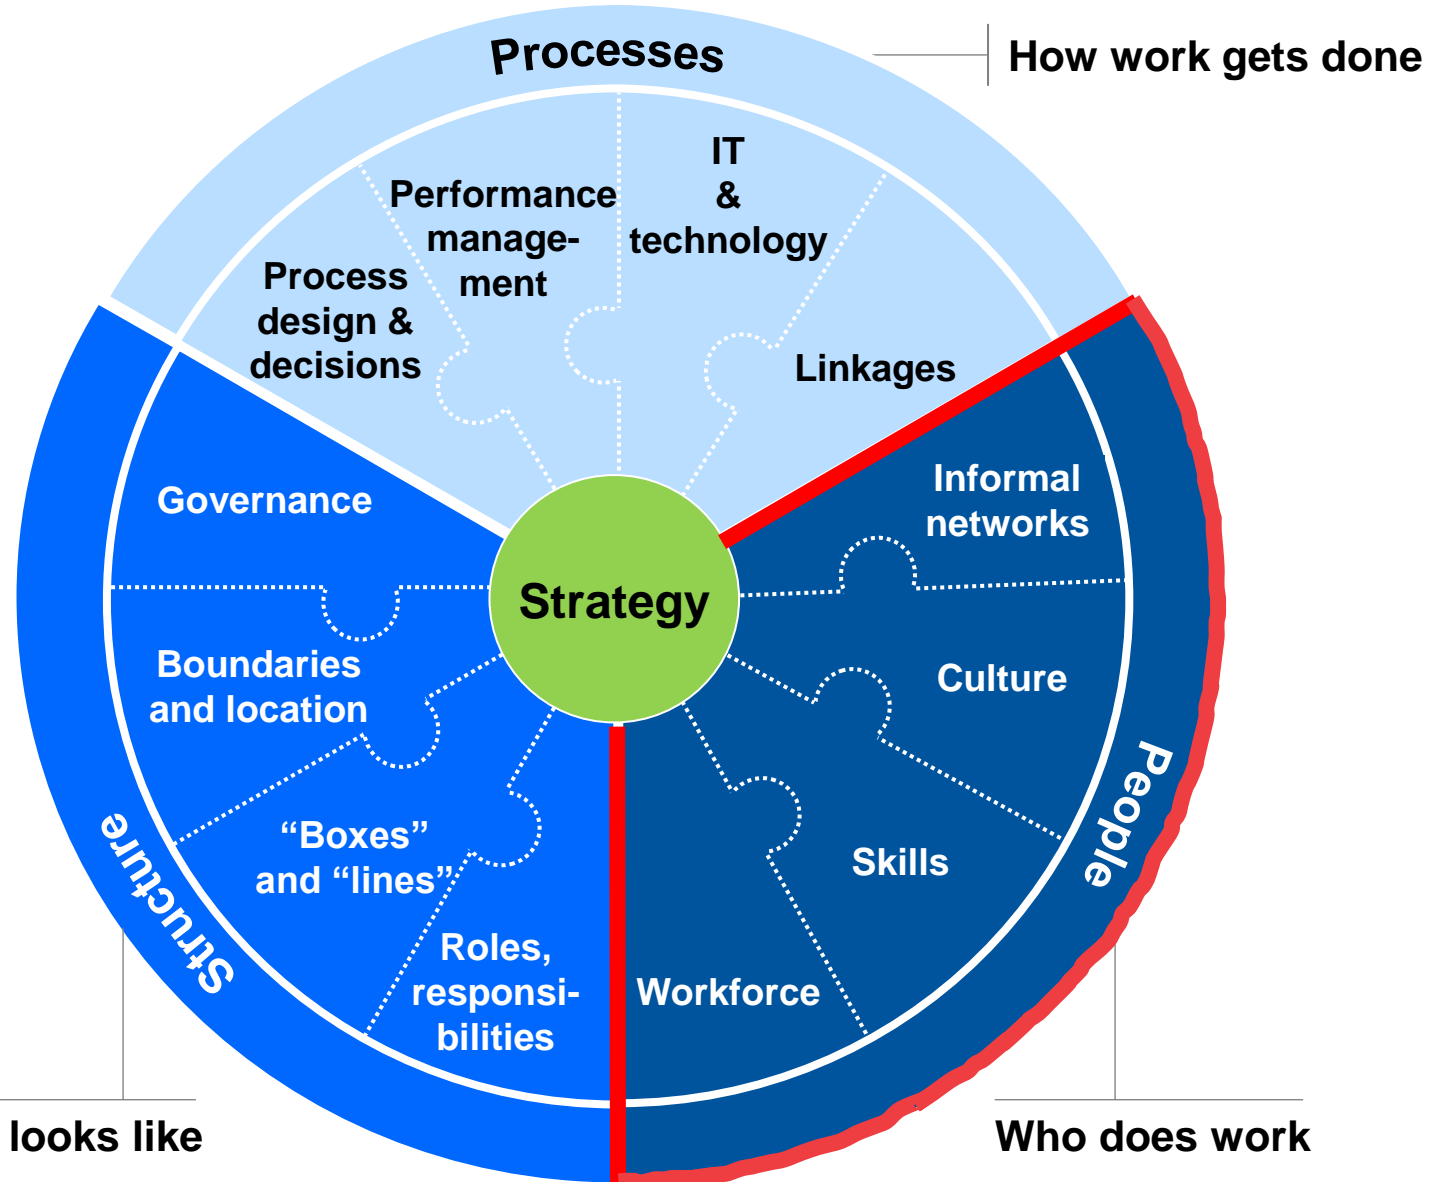 Processes
How work gets done
IT
&
technology
Performance
manage-
ment
Process
design &
decisions
Linkages
Governance
Informal
networks
Strategy
Boundaries
and location
Culture
People
Structure
“Boxes”
and “lines”
Skills
Roles,
responsi-
bilities
Workforce
looks like
Who does work